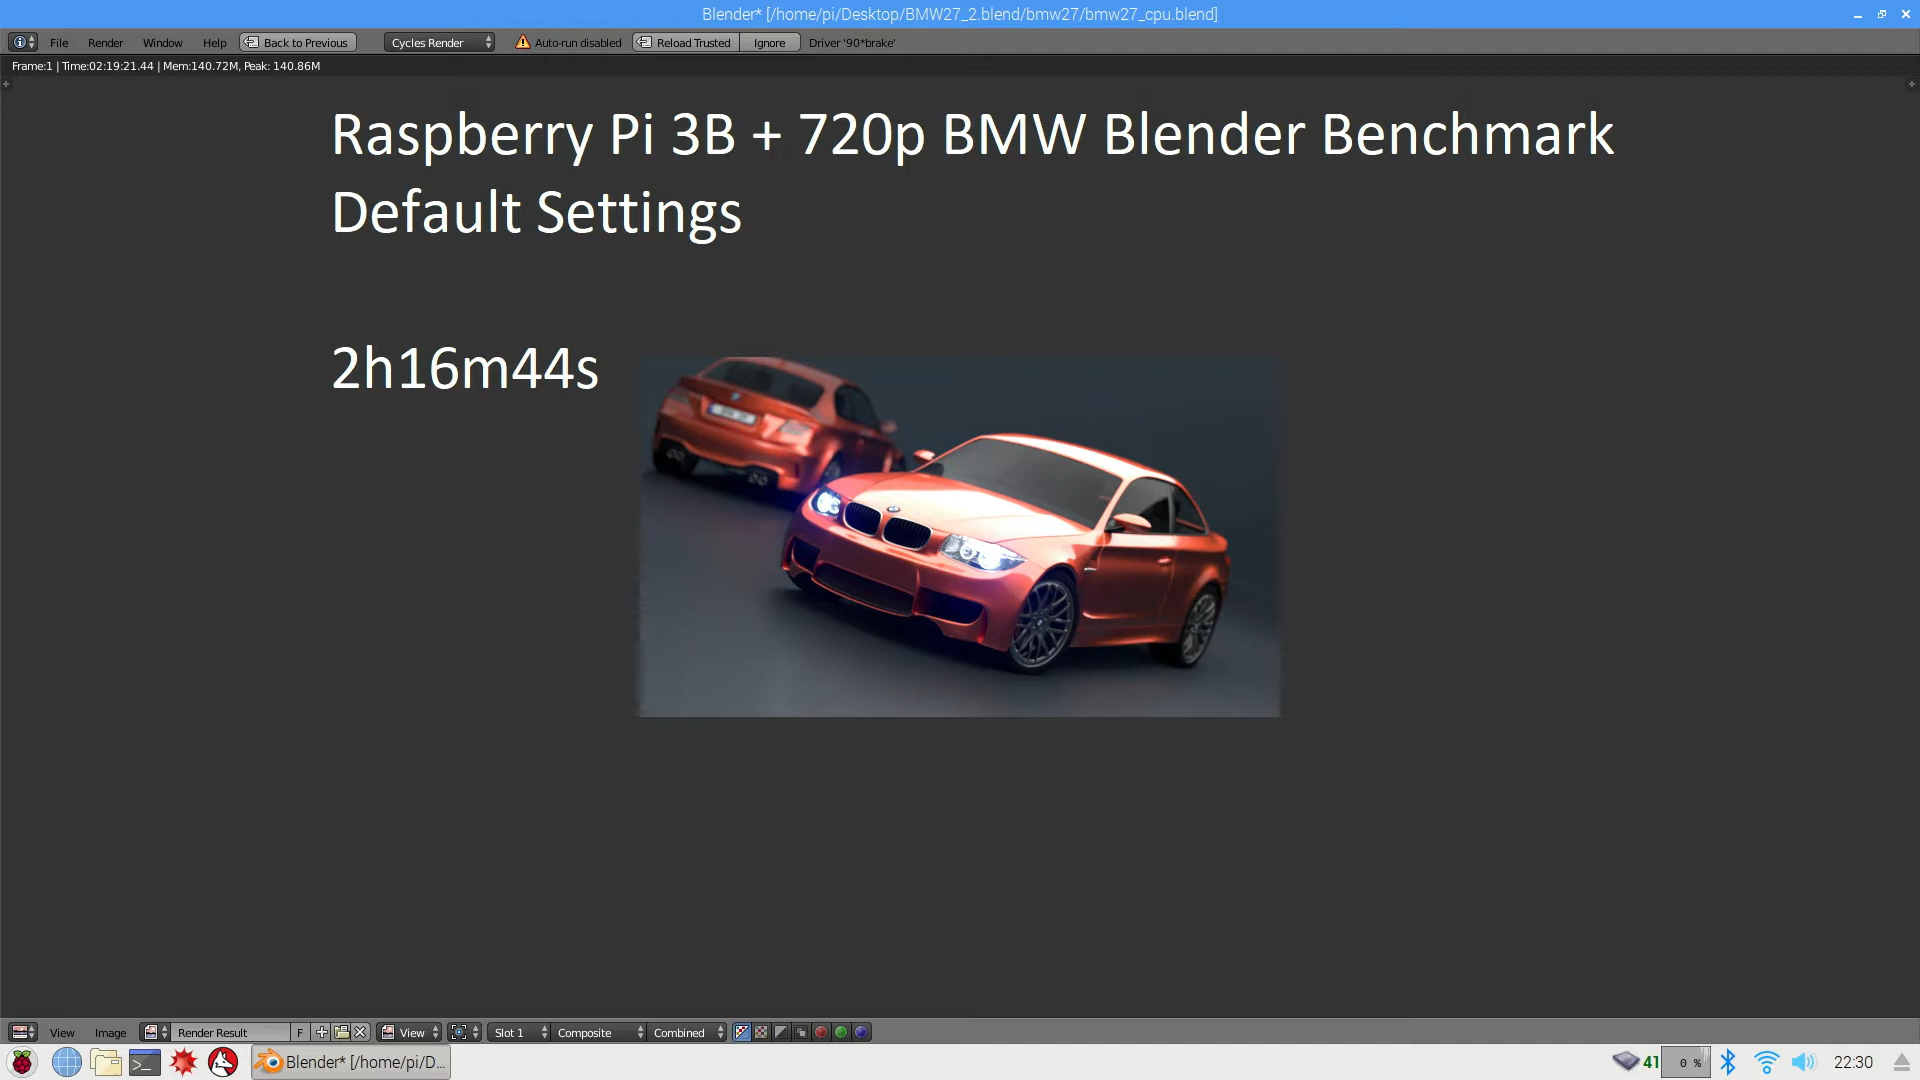 Blender* [/home/pi/Desktop/BMW27_2.blend/bmw27/bmw27_cpu.blend]
File Render Window Help Back to Previous Cycles Render Auto-run disabled Reload Trusted Ignore Driver '90*brake'
Frame:1 | Time:02:19:21.44 | Mem:140.72M, Peak: 140.86M
Raspberry Pi 3B + 720p BMW Blender Benchmark
Default Settings
2h16m44s
View Image Render Result F View Slot 1 Composite Combined
Blender* [/home/pi/D... 41 0 % 22:30